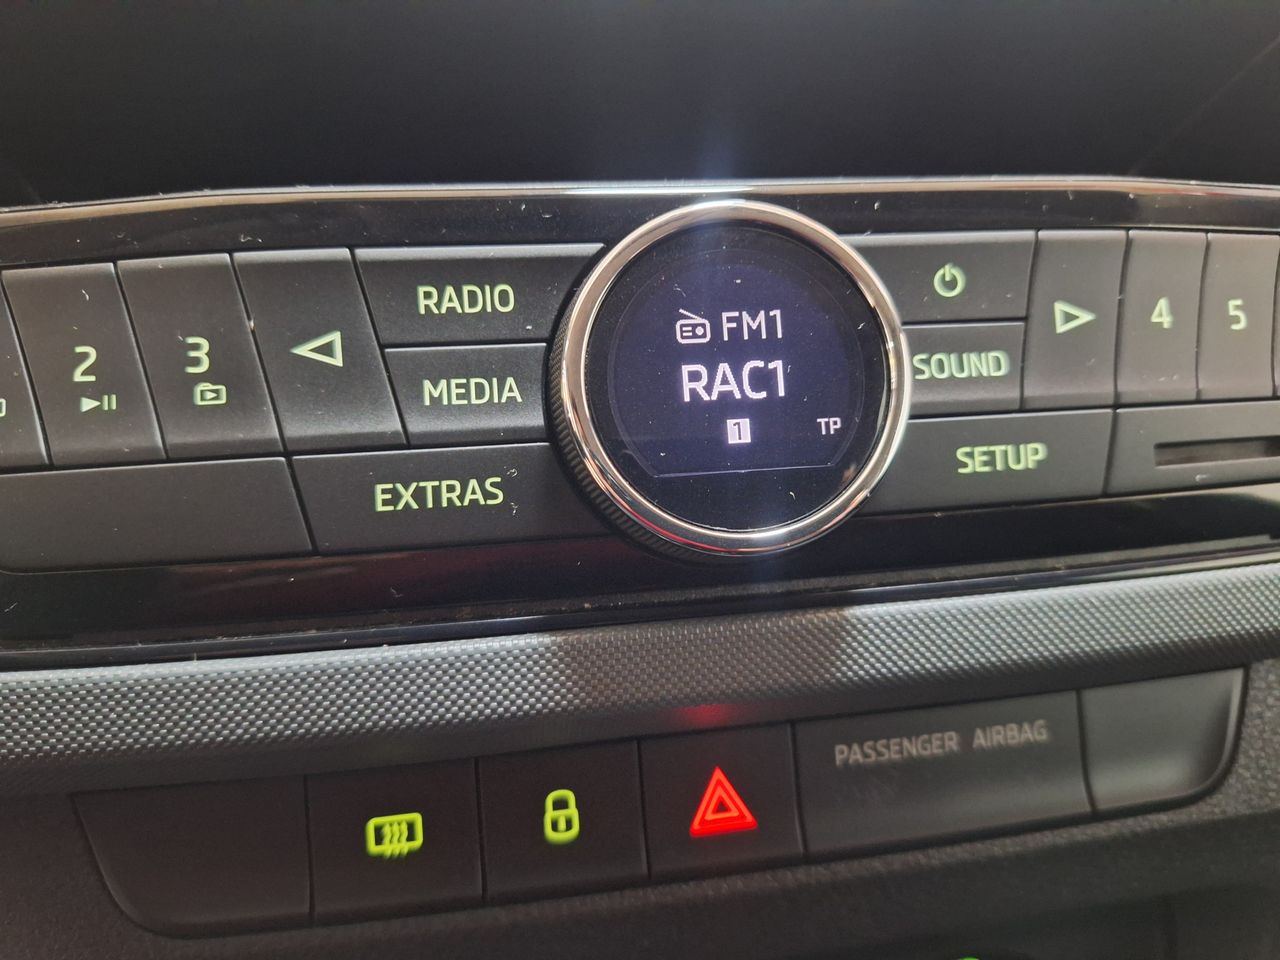 2
3
RADIO
MEDIA
EXTRAS
FM1
RAC1
1
TP
SOUND
SETUP
4
5
PASSENGER AIRBAG